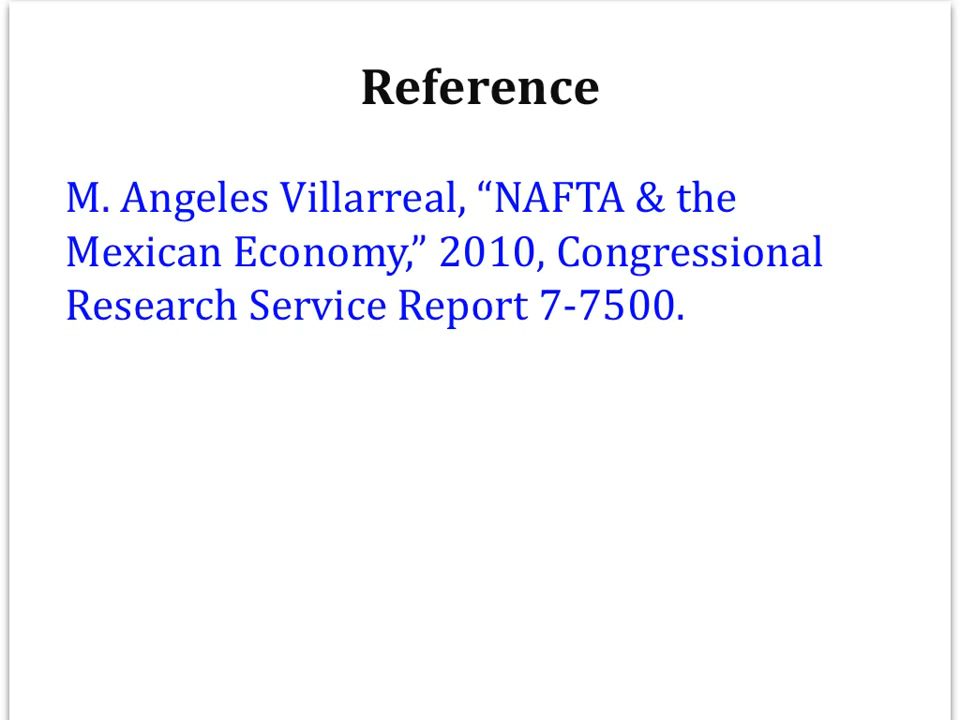 Reference
M. Angeles Villarreal, “NAFTA & the
Mexican Economy,” 2010, Congressional
Research Service Report 7-7500.